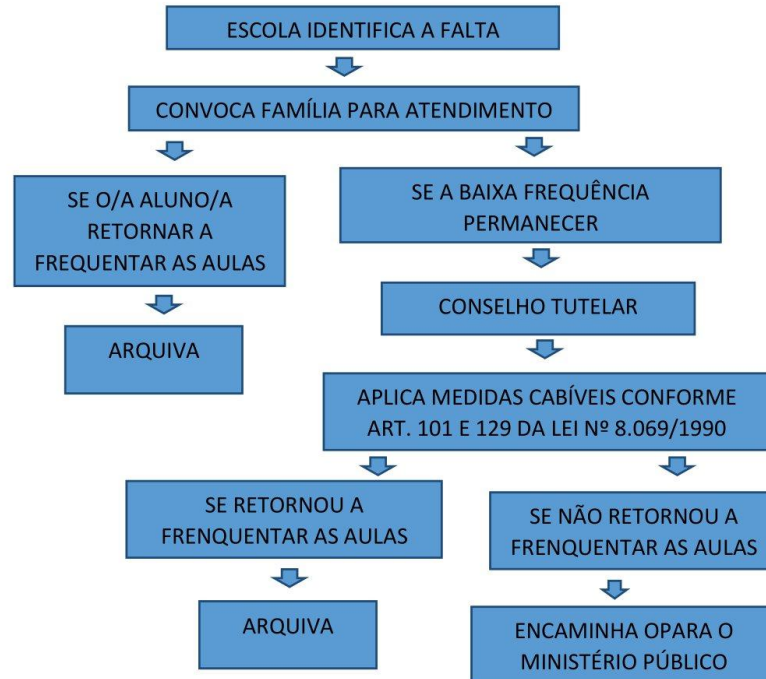 ESCOLA IDENTIFICA A FALTA
CONVOCA FAMÍLIA PARA ATENDIMENTO
SE O/A ALUNO/A
RETORNAR A
FREQUENTAR AS AULAS
SE A BAIXA FREQUÊNCIA
PERMANECER
CONSELHO TUTELAR
ARQUIVA
APLICA MEDIDAS CABÍVEIS CONFORME
ART. 101 E 129 DA LEI Nº 8.069/1990
SE RETORNOU A
FRENQUENTAR AS AULAS
SE NÃO RETORNOU A
FRENQUENTAR AS AULAS
ARQUIVA
ENCAMINHA OPARA O
MINISTÉRIO PÚBLICO